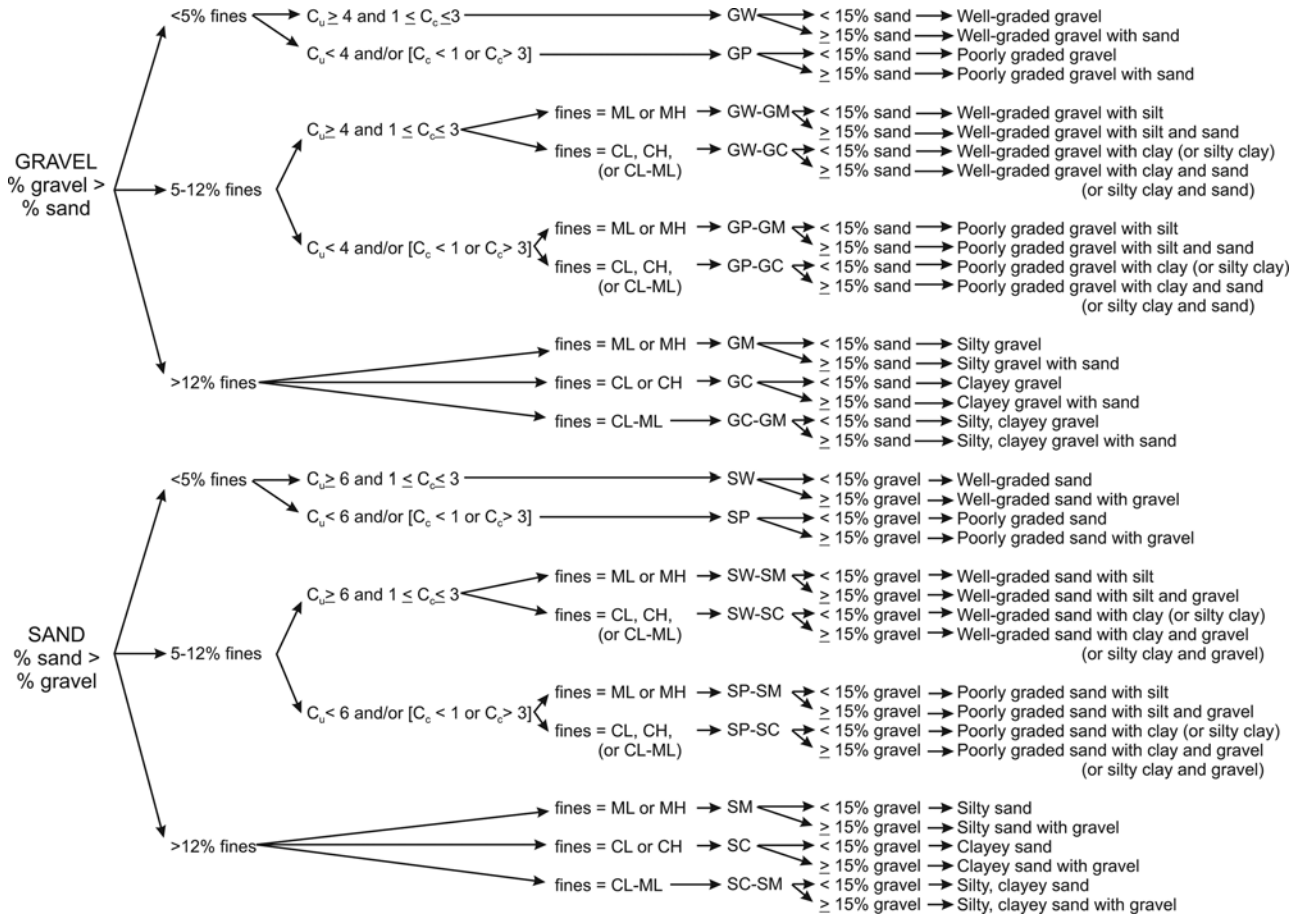 <5% fines
C_u ≥ 4 and 1 ≤ C_c ≤3
GW
< 15% sand
Well-graded gravel
≥ 15% sand
Well-graded gravel with sand
C_u < 4 and/or [C_c < 1 or C_c > 3]
GP
< 15% sand
Poorly graded gravel
≥ 15% sand
Poorly graded gravel with sand
GRAVEL
% gravel >
% sand
5-12% fines
C_u ≥ 4 and 1 ≤ C_c ≤ 3
fines = ML or MH
GW-GM
< 15% sand
Well-graded gravel with silt
≥ 15% sand
Well-graded gravel with silt and sand
fines = CL, CH,
(or CL-ML)
GW-GC
< 15% sand
Well-graded gravel with clay (or silty clay)
≥ 15% sand
Well-graded gravel with clay and sand
(or silty clay and sand)
C_u < 4 and/or [C_c < 1 or C_c > 3]
fines = ML or MH
GP-GM
< 15% sand
Poorly graded gravel with silt
≥ 15% sand
Poorly graded gravel with silt and sand
fines = CL, CH,
(or CL-ML)
GP-GC
< 15% sand
Poorly graded gravel with clay (or silty clay)
≥ 15% sand
Poorly graded gravel with clay and sand
(or silty clay and sand)
>12% fines
fines = ML or MH
GM
< 15% sand
Silty gravel
≥ 15% sand
Silty gravel with sand
fines = CL or CH
GC
< 15% sand
Clayey gravel
≥ 15% sand
Clayey gravel with sand
fines = CL-ML
GC-GM
< 15% sand
Silty, clayey gravel
≥ 15% sand
Silty, clayey gravel with sand
<5% fines
C_u ≥ 6 and 1 ≤ C_c ≤ 3
SW
< 15% gravel
Well-graded sand
≥ 15% gravel
Well-graded sand with gravel
C_u < 6 and/or [C_c < 1 or C_c > 3]
SP
< 15% gravel
Poorly graded sand
≥ 15% gravel
Poorly graded sand with gravel
SAND
% sand >
% gravel
5-12% fines
C_u ≥ 6 and 1 ≤ C_c ≤ 3
fines = ML or MH
SW-SM
< 15% gravel
Well-graded sand with silt
≥ 15% gravel
Well-graded sand with silt and gravel
fines = CL, CH,
(or CL-ML)
SW-SC
< 15% gravel
Well-graded sand with clay (or silty clay)
≥ 15% gravel
Well-graded sand with clay and gravel
(or silty clay and gravel)
C_u < 6 and/or [C_c < 1 or C_c > 3]
fines = ML or MH
SP-SM
< 15% gravel
Poorly graded sand with silt
≥ 15% gravel
Poorly graded sand with silt and gravel
fines = CL, CH,
(or CL-ML)
SP-SC
< 15% gravel
Poorly graded sand with clay (or silty clay)
≥ 15% gravel
Poorly graded sand with clay and gravel
(or silty clay and gravel)
>12% fines
fines = ML or MH
SM
< 15% gravel
Silty sand
≥ 15% gravel
Silty sand with gravel
fines = CL or CH
SC
< 15% gravel
Clayey sand
≥ 15% gravel
Clayey sand with gravel
fines = CL-ML
SC-SM
< 15% gravel
Silty, clayey sand
≥ 15% gravel
Silty, clayey sand with gravel